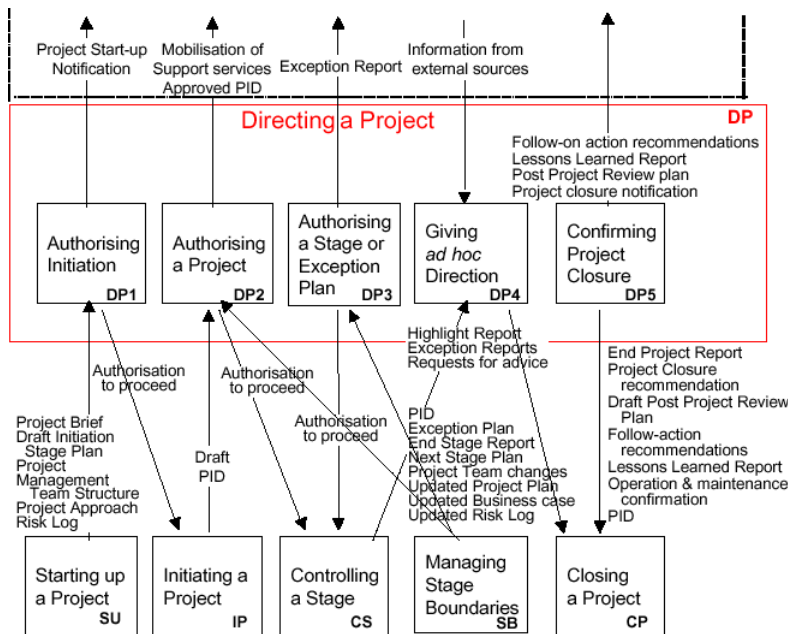 Project Start-up
Notification
Mobilisation of
Support services
Approved PID
Exception Report
Information from
external sources
Directing a Project
DP
Follow-on action recommendations
Lessons Learned Report
Post Project Review plan
Project closure notification
Authorising
Initiation
DP1
Authorising
a Project
DP2
Authorising
a Stage or
Exception
Plan
DP3
Giving
ad hoc
Direction
DP4
Confirming
Project
Closure
DP5
Authorisation
to proceed
Authorisation
to proceed
Authorisation
to proceed
Highlight Report
Exception Reports
Requests for advice
Project Brief
Draft Initiation
Stage Plan
Project
Management
Team Structure
Project Approach
Risk Log
Draft
PID
PID
Exception Plan
End Stage Report
Next Stage Plan
Project Team changes
Updated Project Plan
Updated Business case
Updated Risk Log
End Project Report
Project Closure
recommendation
Draft Post Project Review
Plan
Follow-action
recommendations
Lessons Learned Report
Operation & maintenance
confirmation
PID
Starting up
a Project
SU
Initiating a
Project
IP
Controlling
a Stage
CS
Managing
Stage
Boundaries
SB
Closing
a Project
CP